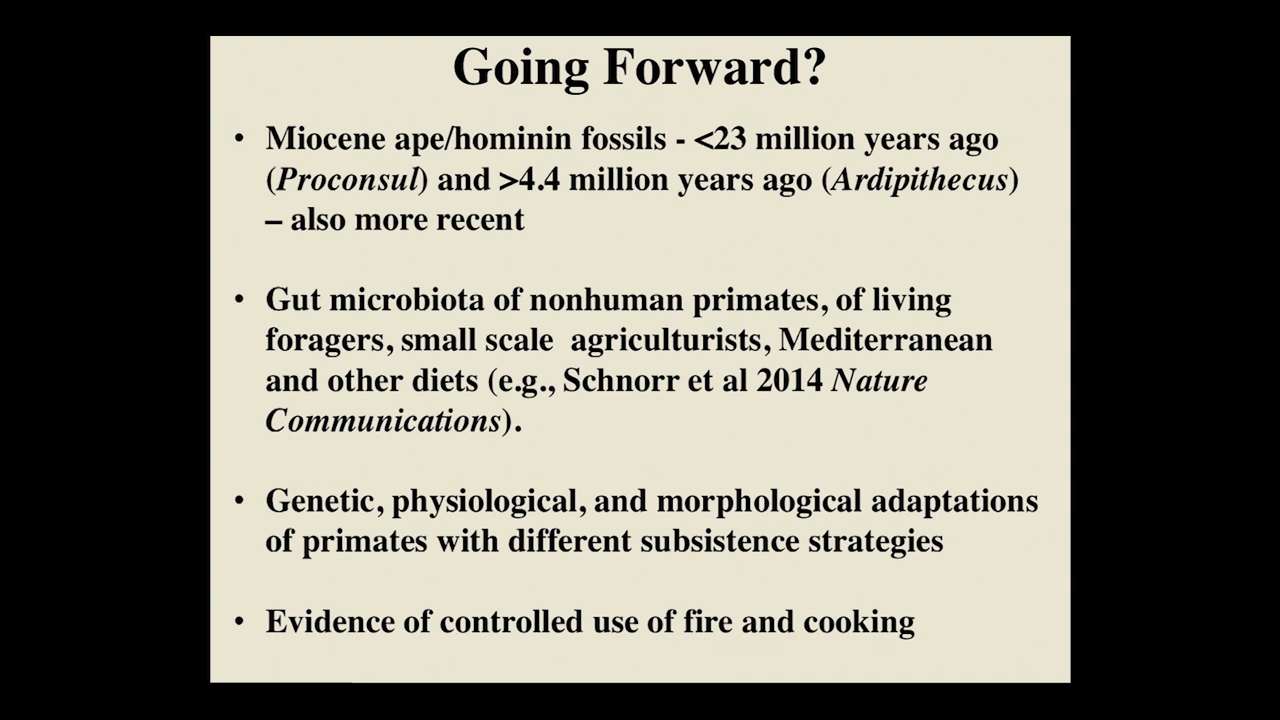 Going Forward?
• Miocene ape/hominin fossils - <23 million years ago
(Proconsul) and >4.4 million years ago (Ardipithecus)
– also more recent
• Gut microbiota of nonhuman primates, of living
foragers, small scale  agriculturists, Mediterranean
and other diets (e.g., Schnorr et al 2014 Nature
Communications).
• Genetic, physiological, and morphological adaptations
of primates with different subsistence strategies
• Evidence of controlled use of fire and cooking